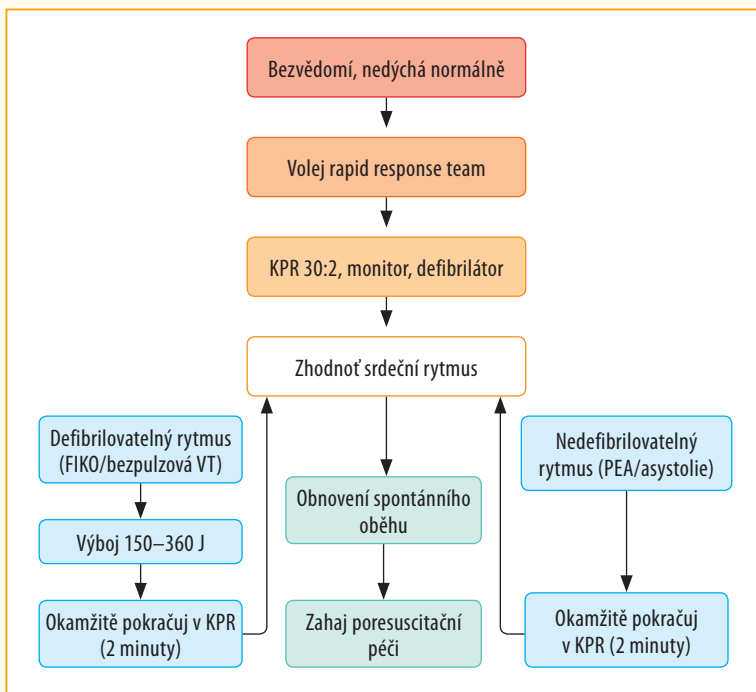 Bezvědomí, nedýchá normálně
Volej rapid response team
KPR 30:2, monitor, defibrilátor
Zhodnoť srdeční rytmus
Defibrilovatelný rytmus
(FIKO/bezpulzová VT)
Výboj 150–360 J
Okamžitě pokračuj v KPR
(2 minuty)
Obnovení spontánního
oběhu
Zahaj poresuscitační
péči
Nedefibrilovatelný
rytmus (PEA/asystolie)
Okamžitě pokračuj
v KPR (2 minuty)